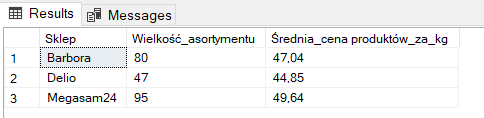 Results Messages
Sklep Wielkość_asortymentu Średnia_cena produktów_za_kg
1 Barbora 80 47,04
2 Delio 47 44,85
3 Megasam24 95 49,64